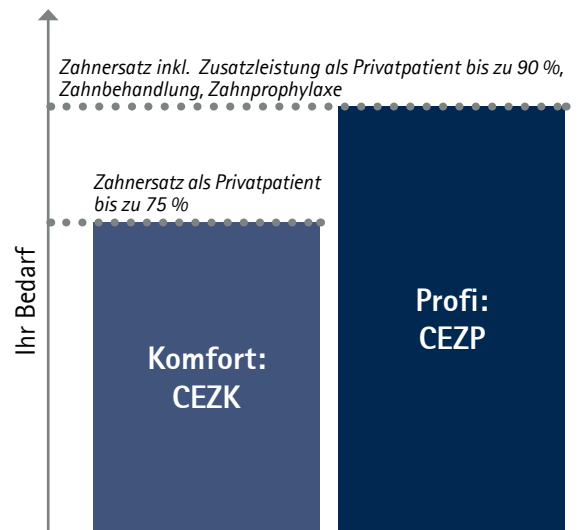 Zahnersatz inkl. Zusatzleistung als Privatpatient bis zu 90 %,
Zahnbehandlung, Zahnprophylaxe
Zahnersatz als Privatpatient
bis zu 75 %
Ihr Bedarf
Komfort:
CEZK
Profi:
CEZP